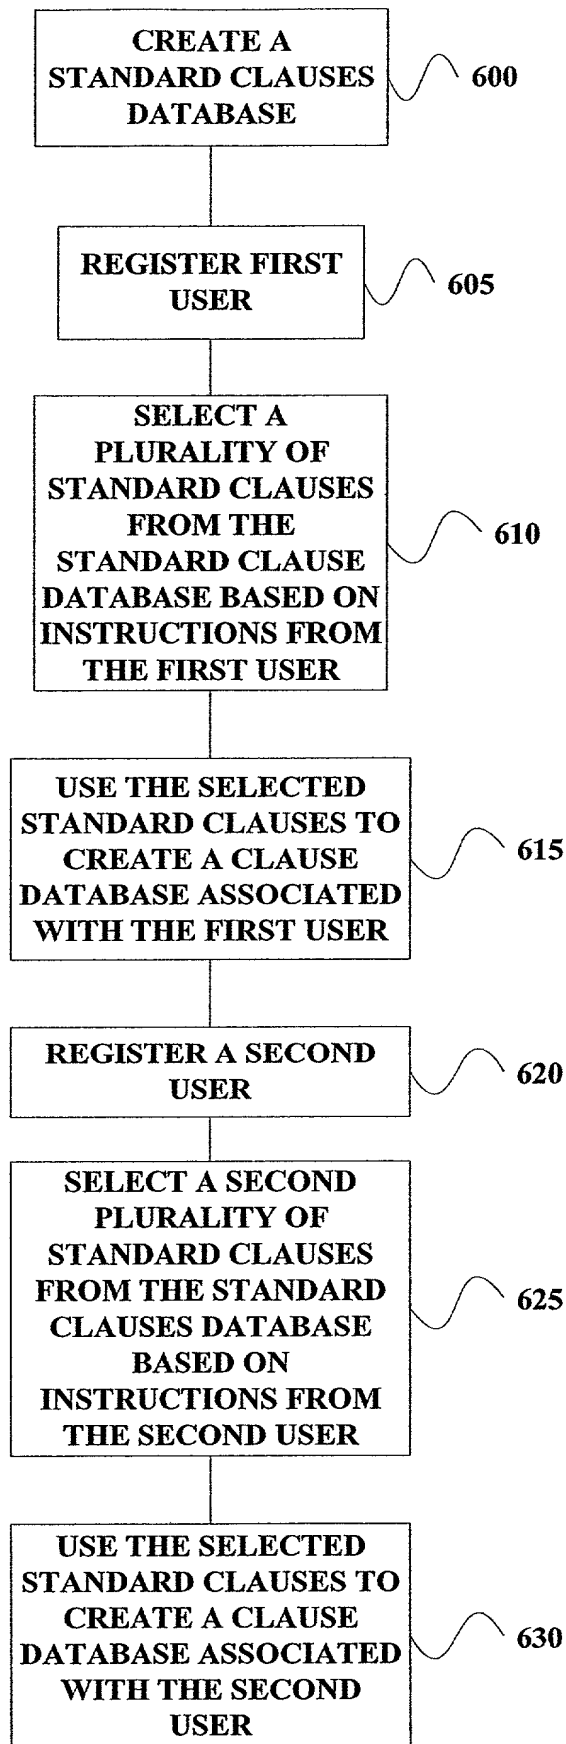 CREATE A
STANDARD CLAUSES
DATABASE
600
REGISTER FIRST
USER
605
SELECT A
PLURALITY OF
STANDARD CLAUSES
FROM THE
STANDARD CLAUSE
DATABASE BASED ON
INSTRUCTIONS FROM
THE FIRST USER
610
USE THE SELECTED
STANDARD CLAUSES TO
CREATE A CLAUSE
DATABASE ASSOCIATED
WITH THE FIRST USER
615
REGISTER A SECOND
USER
620
SELECT A SECOND
PLURALITY OF
STANDARD CLAUSES
FROM THE STANDARD
CLAUSES DATABASE
BASED ON
INSTRUCTIONS FROM
THE SECOND USER
625
USE THE SELECTED
STANDARD CLAUSES TO
CREATE A CLAUSE
DATABASE ASSOCIATED
WITH THE SECOND
USER
630